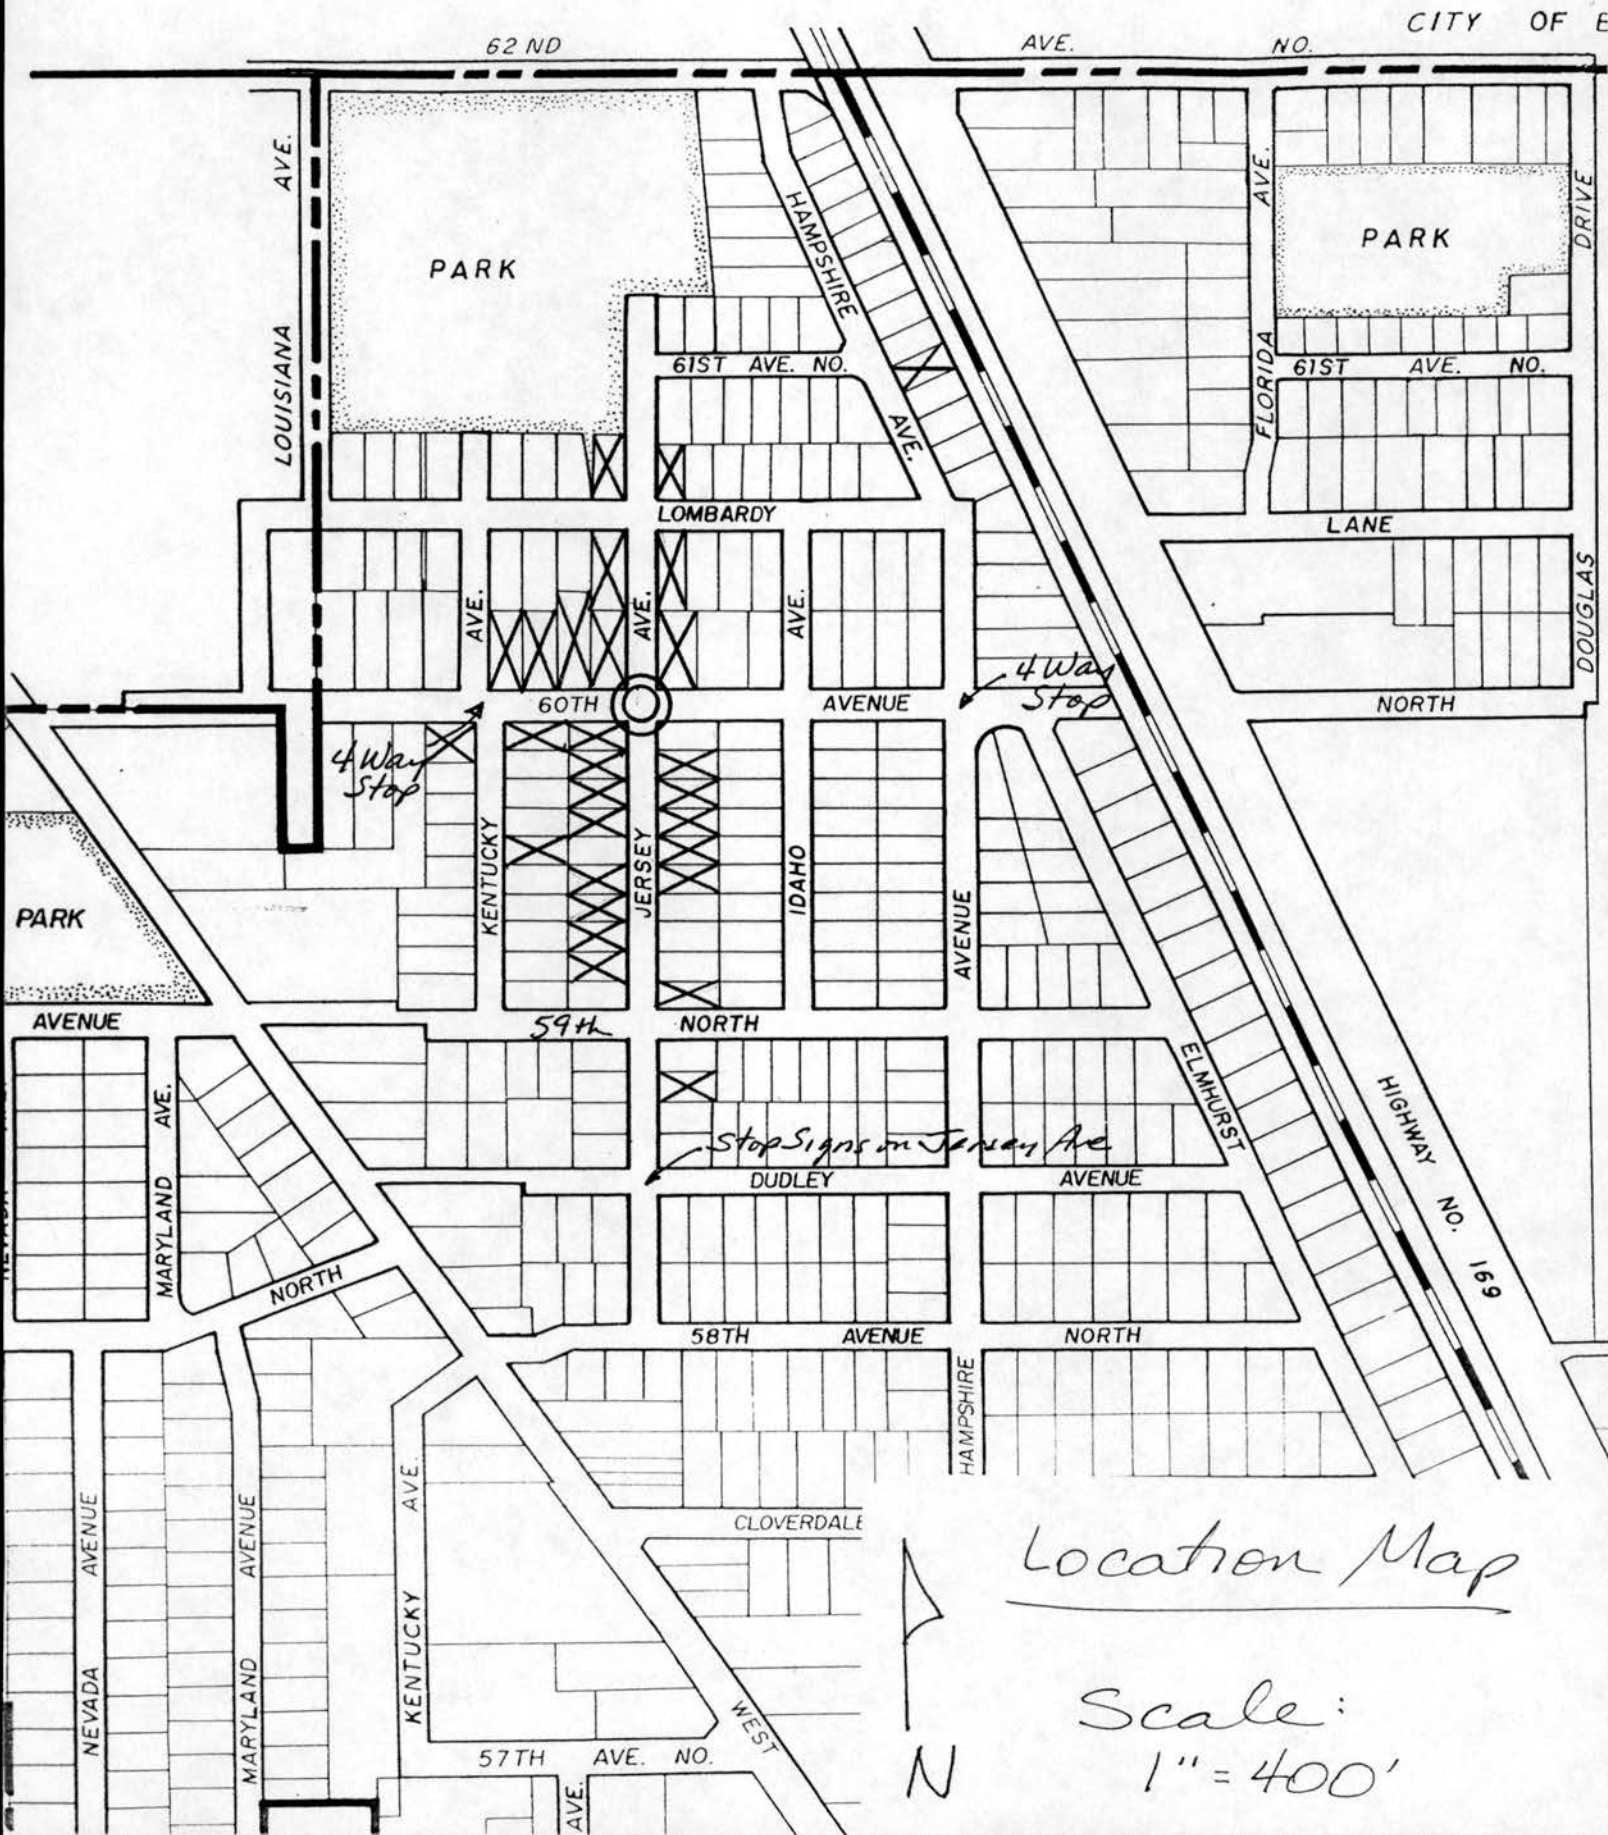 CITY OF
62 ND AVE. NO.
LOUISIANA AVE.
PARK
HAMPSHIRE AVE.
FLORIDA AVE.
PARK
DOUGLAS DRIVE
61ST AVE. NO.
61ST AVE. NO.
LOMBARDY LANE
AVE.
AVE.
AVE.
4 Way
Stop
60TH AVENUE NORTH
4 Way
Stop
KENTUCKY
JERSEY
IDAHO
AVENUE
PARK
AVENUE 59th NORTH
ELMHURST
HIGHWAY NO. 169
MARYLAND AVE.
Stop Signs on Jersey Ave
DUDLEY AVENUE
NORTH
58TH AVENUE NORTH
HAMPSHIRE
NEVADA AVENUE
MARYLAND AVENUE
KENTUCKY AVE.
CLOVERDALE
WEST
57TH AVE. NO.
AVE.
Location Map
N
Scale:
1" = 400'